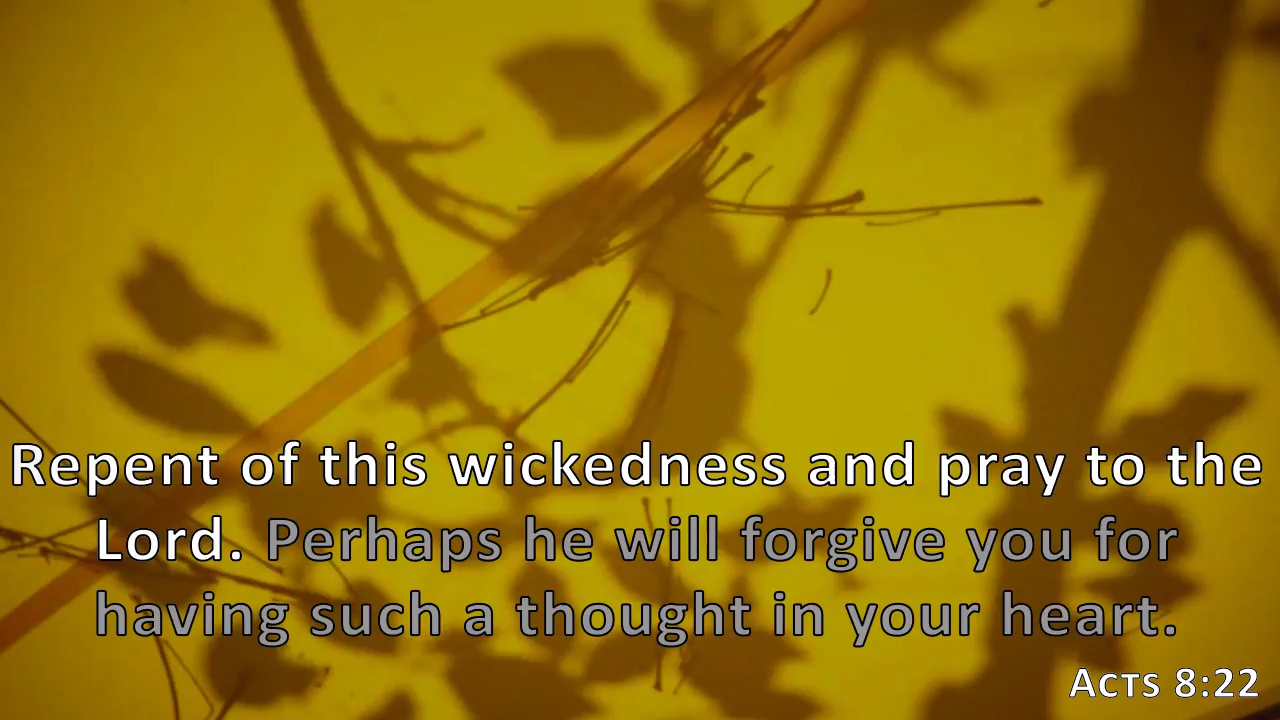 Repent of this wickedness and pray to the
Lord. Perhaps he will forgive you for
having such a thought in your heart.
Acts 8:22